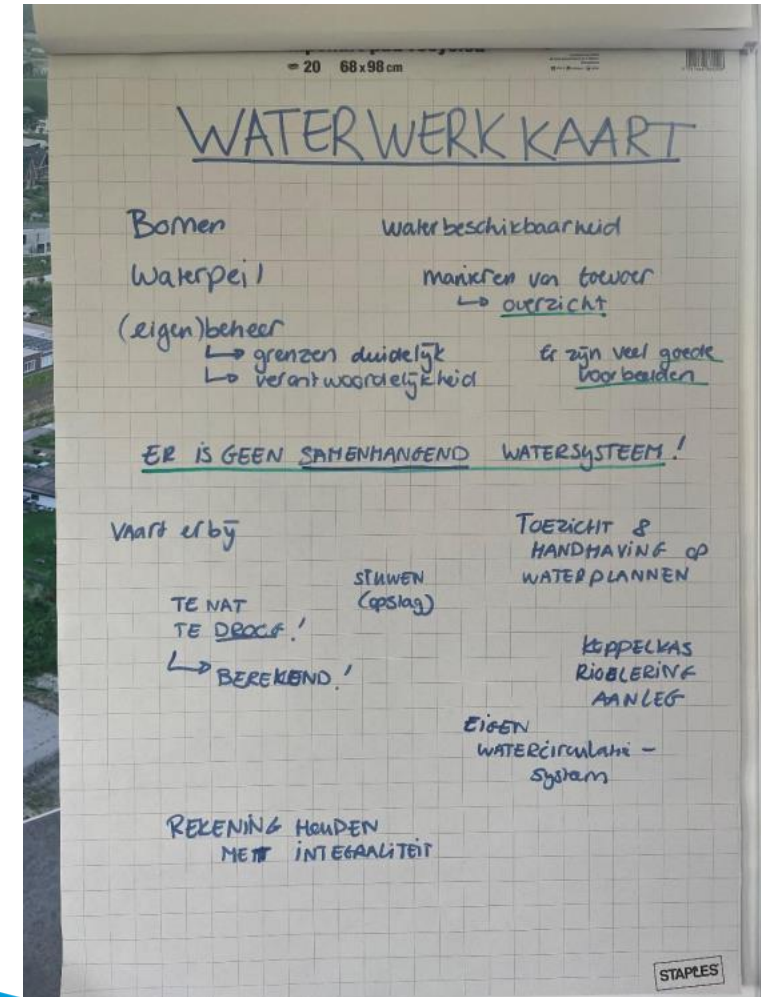 20 68 x 98 cm
WATERWERKKAART
Bomen
waterbeschikbaarheid
Waterpeil
manieren van toevoer
↳ overzicht
(eigen)beheer
↳ grenzen duidelijk
↳ verantwoordelijkheid
Er zijn veel goede
voorbeelden
ER IS GEEN SAMENHANGEND WATERSYSTEEM!
Vaart erbij
TOEZICHT &
HANDHAVING OP
WATERPLANNEN
STUWEN
(opslag)
TE NAT
TE DROOG!
↳ BEREKEND!
KOPPELKAS
RIOLERING
AANLEG
EIGEN
WATERcirculatie-
system
REKENING HOUDEN
MET INTEGRALITEIT
STAPLES